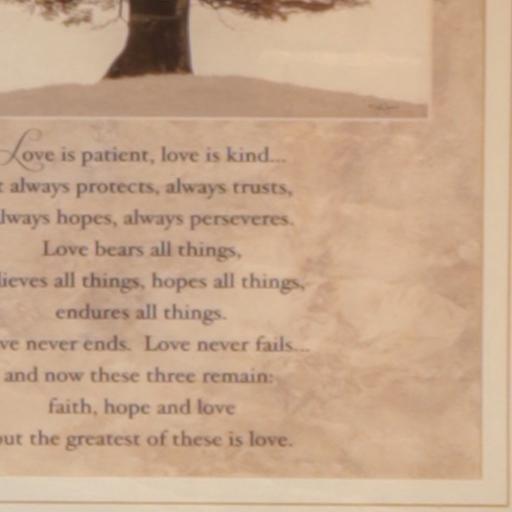 Love is patient, love is kind...
always protects, always trusts,
lways hopes, always perseveres.
Love bears all things,
lieves all things, hopes all things,
endures all things.
ve never ends. Love never fails...
and now these three remain:
faith, hope and love
out the greatest of these is love.